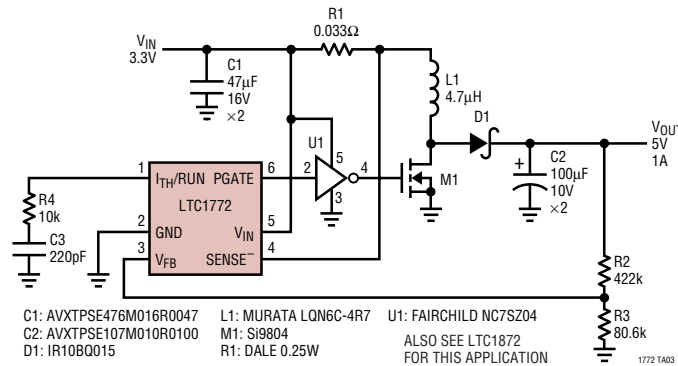 R1
0.033Ω
VIN
3.3V
C1
47µF
16V
×2
L1
4.7µH
D1
VOUT
5V
1A
U1
5
2
4
3
M1
+
C2
100µF
10V
×2
1
ITH/RUN PGATE
6
LTC1772
R4
10k
2
GND
VIN
5
C3
220pF
3
VFB
SENSE–
4
R2
422k
R3
80.6k
C1: AVXTPSE476M016R0047
C2: AVXTPSE107M010R0100
D1: IR10BQ015
L1: MURATA LQN6C-4R7
M1: Si9804
R1: DALE 0.25W
U1: FAIRCHILD NC7SZ04
ALSO SEE LTC1872
FOR THIS APPLICATION
1772 TA03